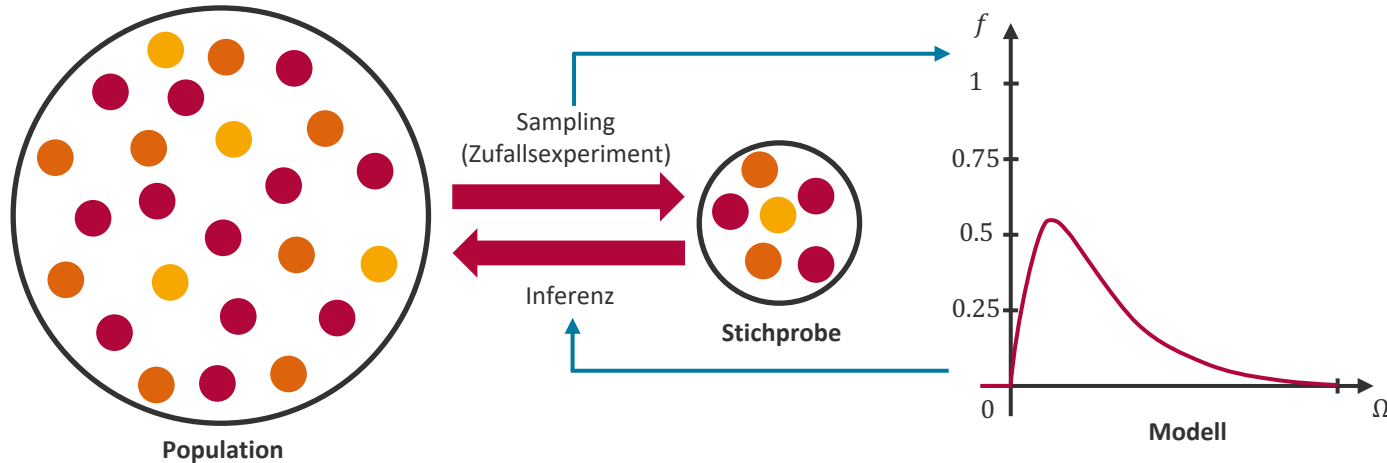 f
1
Sampling
(Zufallsexperiment)
0.75
0.5
Inferenz
0.25
Stichprobe
0
Ω
Modell
Population